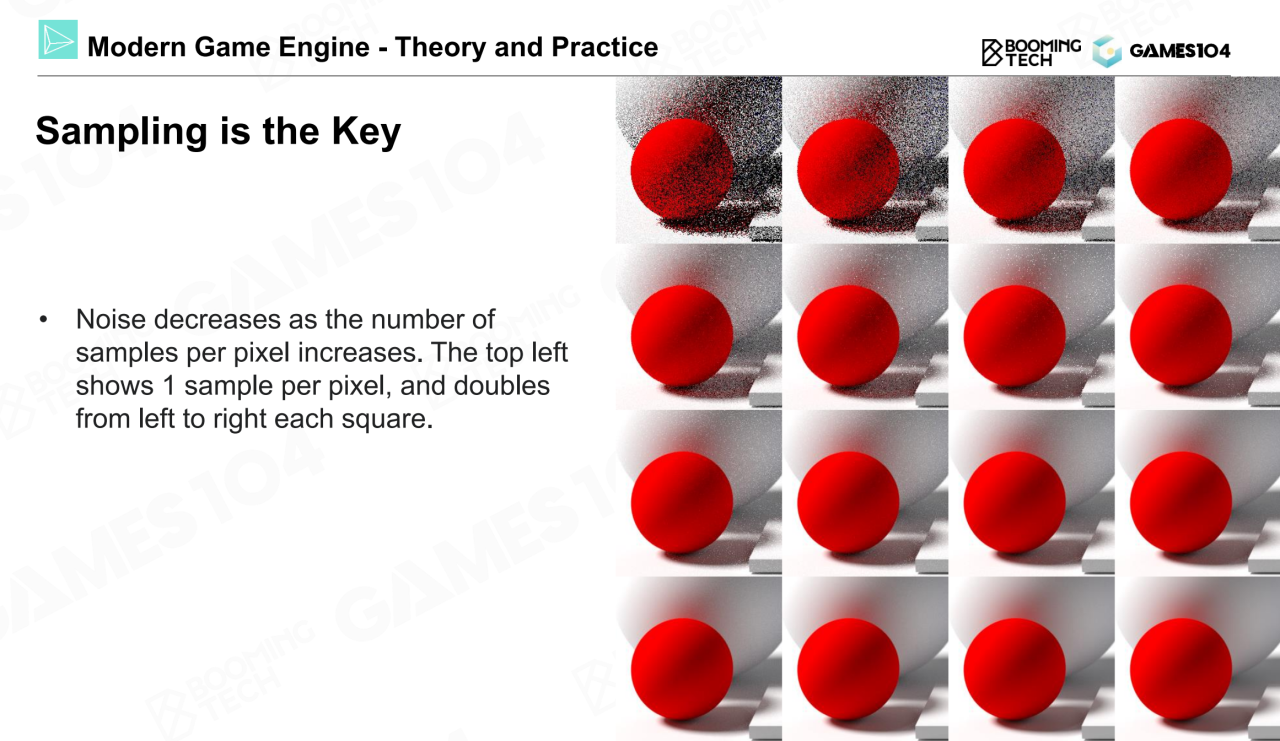 Modern Game Engine - Theory and Practice
BOOMING
TECH
GAMES104
Sampling is the Key
• Noise decreases as the number of
samples per pixel increases. The top left
shows 1 sample per pixel, and doubles
from left to right each square.